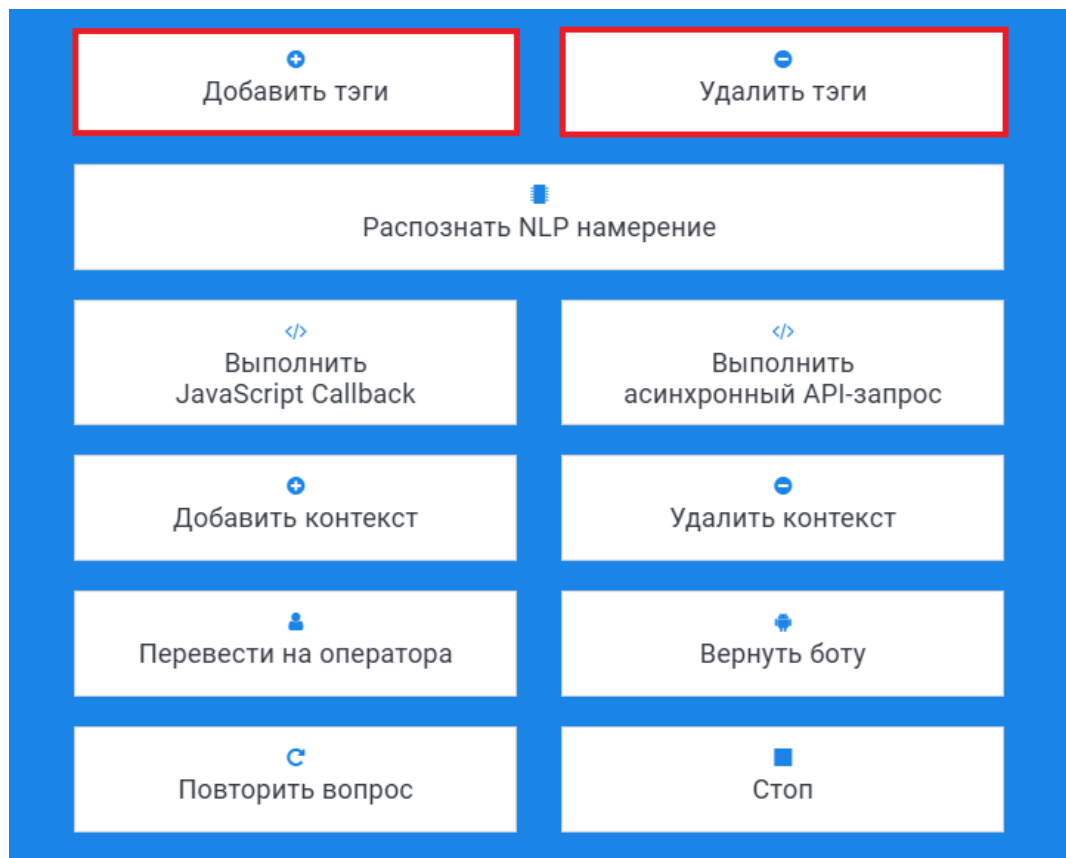 Добавить тэги
Удалить тэги
Распознать NLP намерение
Выполнить
JavaScript Callback
Выполнить
асинхронный API-запрос
Добавить контекст
Удалить контекст
Перевести на оператора
Вернуть боту
Повторить вопрос
Стоп